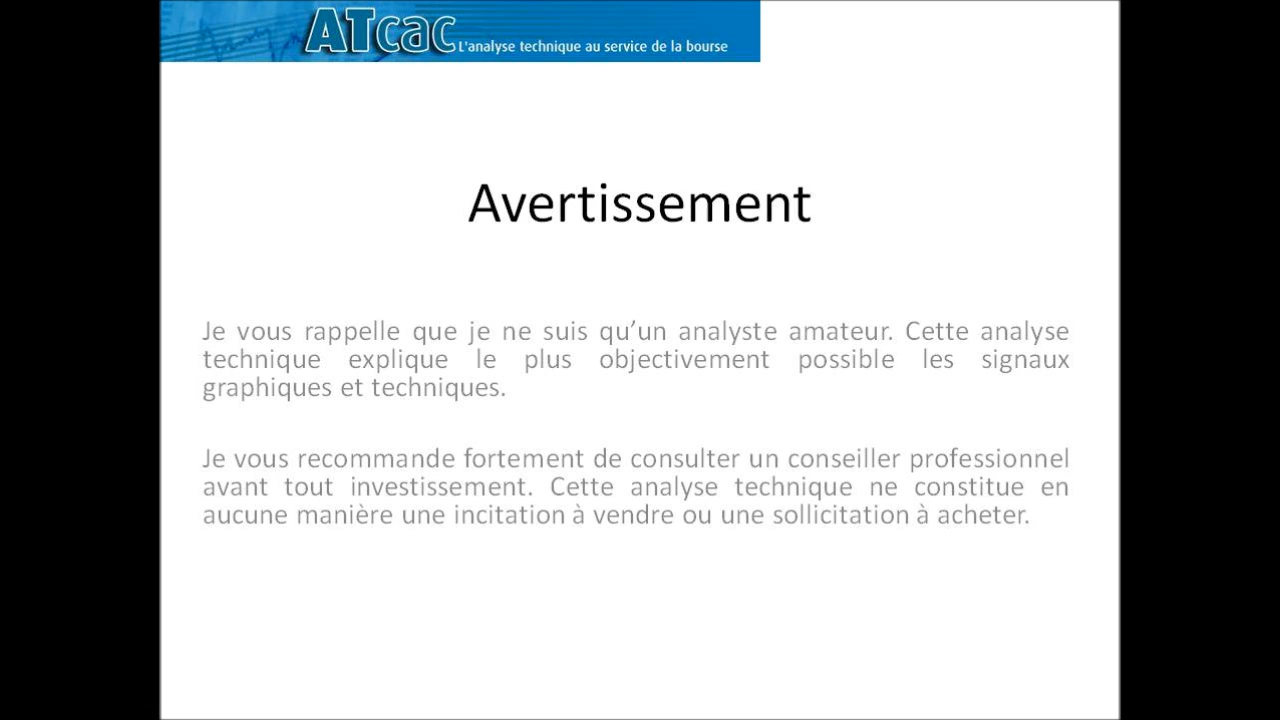 ATcac L'analyse technique au service de la bourse
Avertissement
Je vous rappelle que je ne suis qu’un analyste amateur. Cette analyse
technique explique le plus objectivement possible les signaux
graphiques et techniques.
Je vous recommande fortement de consulter un conseiller professionnel
avant tout investissement. Cette analyse technique ne constitue en
aucune manière une incitation à vendre ou une sollicitation à acheter.